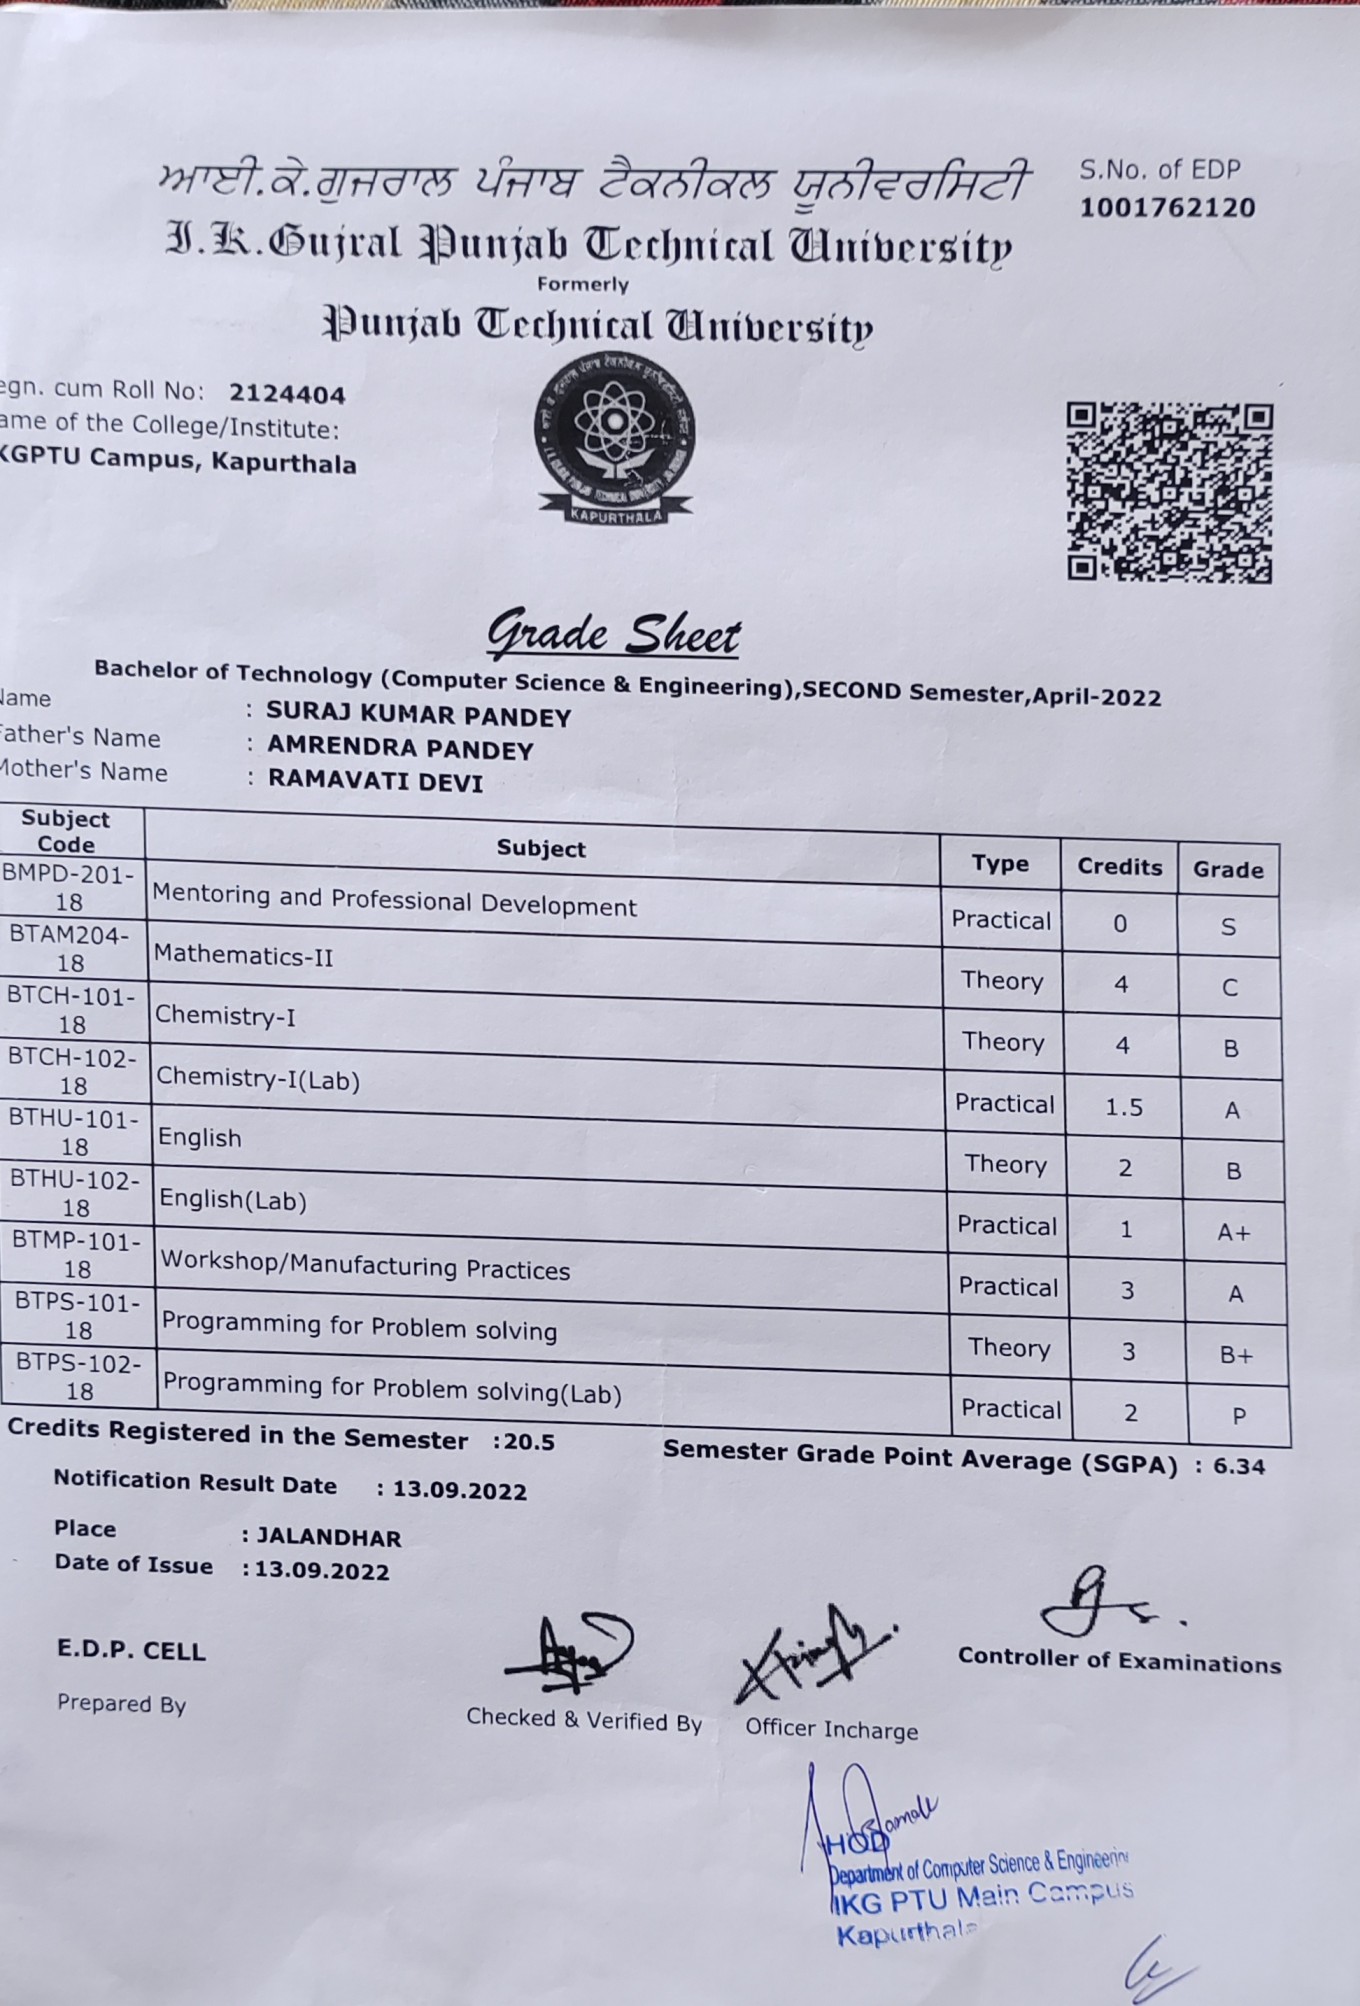 ਆਈ.ਕੇ.ਗੁਜਰਾਲ ਪੰਜਾਬ ਟੈਕਨੀਕਲ ਯੂਨੀਵਰਸਿਟੀ
S.No. of EDP
1001762120
I.K.Gujral Punjab Technical University
Formerly
Punjab Technical University
egn. cum Roll No: 2124404
ame of the College/Institute:
KGPTU Campus, Kapurthala
KAPURTHALA
Grade Sheet
Bachelor of Technology (Computer Science & Engineering),SECOND Semester,April-2022
Name : SURAJ KUMAR PANDEY
Father's Name : AMRENDRA PANDEY
Mother's Name : RAMAVATI DEVI
Subject Code Subject Type Credits Grade
BMPD-201-18 Mentoring and Professional Development Practical 0 S
BTAM204-18 Mathematics-II Theory 4 C
BTCH-101-18 Chemistry-I Theory 4 B
BTCH-102-18 Chemistry-I(Lab) Practical 1.5 A
BTHU-101-18 English Theory 2 B
BTHU-102-18 English(Lab) Practical 1 A+
BTMP-101-18 Workshop/Manufacturing Practices Practical 3 A
BTPS-101-18 Programming for Problem solving Theory 3 B+
BTPS-102-18 Programming for Problem solving(Lab) Practical 2 P
Credits Registered in the Semester :20.5 Semester Grade Point Average (SGPA) : 6.34
Notification Result Date : 13.09.2022
Place : JALANDHAR
Date of Issue : 13.09.2022
E.D.P. CELL
Controller of Examinations
Prepared By
Checked & Verified By
Officer Incharge
HOD
Department of Computer Science & Engineering
IKG PTU Main Campus
Kapurthala